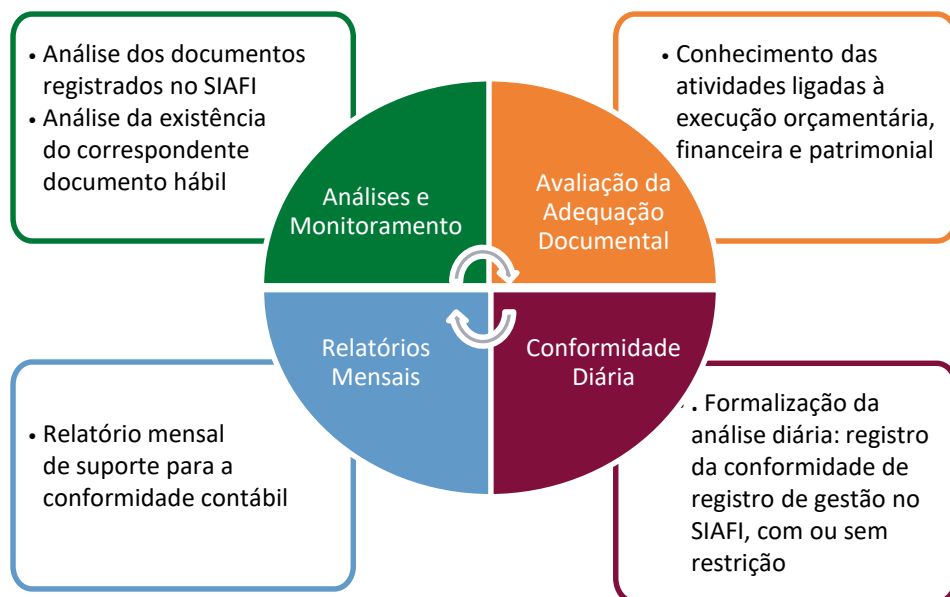 • Análise dos documentos
registrados no SIAFI
• Análise da existência
do correspondente
documento hábil
• Conhecimento das
atividades ligadas à
execução orçamentária,
financeira e patrimonial
Análises e
Monitoramento
Avaliação da
Adequação
Documental
Relatórios
Mensais
Conformidade
Diária
• Relatório mensal
de suporte para a
conformidade contábil
. Formalização da
análise diária: registro
da conformidade de
registro de gestão no
SIAFI, com ou sem
restrição